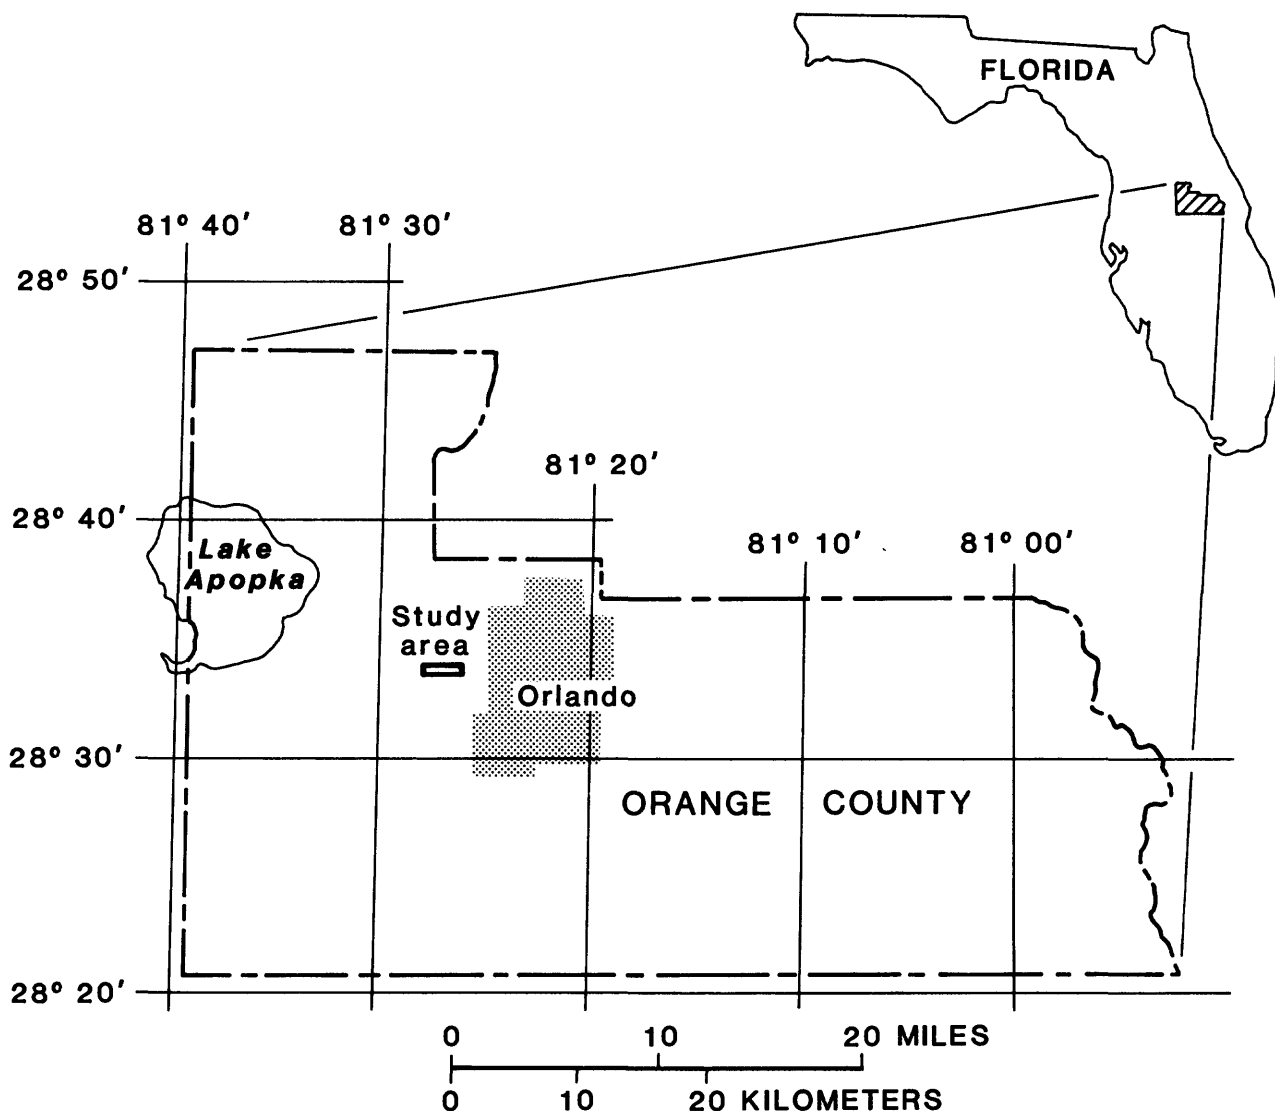 FLORIDA
81° 40' 81° 30'
28° 50'
81° 20'
28° 40'
81° 10' 81° 00'
Lake
Apopka
Study
area
Orlando
28° 30'
ORANGE COUNTY
28° 20'
0 10 20 MILES
0 10 20 KILOMETERS